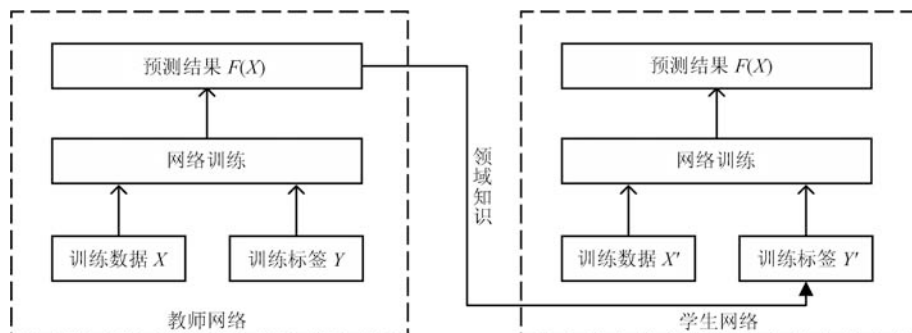 预测结果 F(X)
网络训练
训练数据 X
训练标签 Y
教师网络
领域知识
预测结果 F(X)
网络训练
训练数据 X'
训练标签 Y'
学生网络